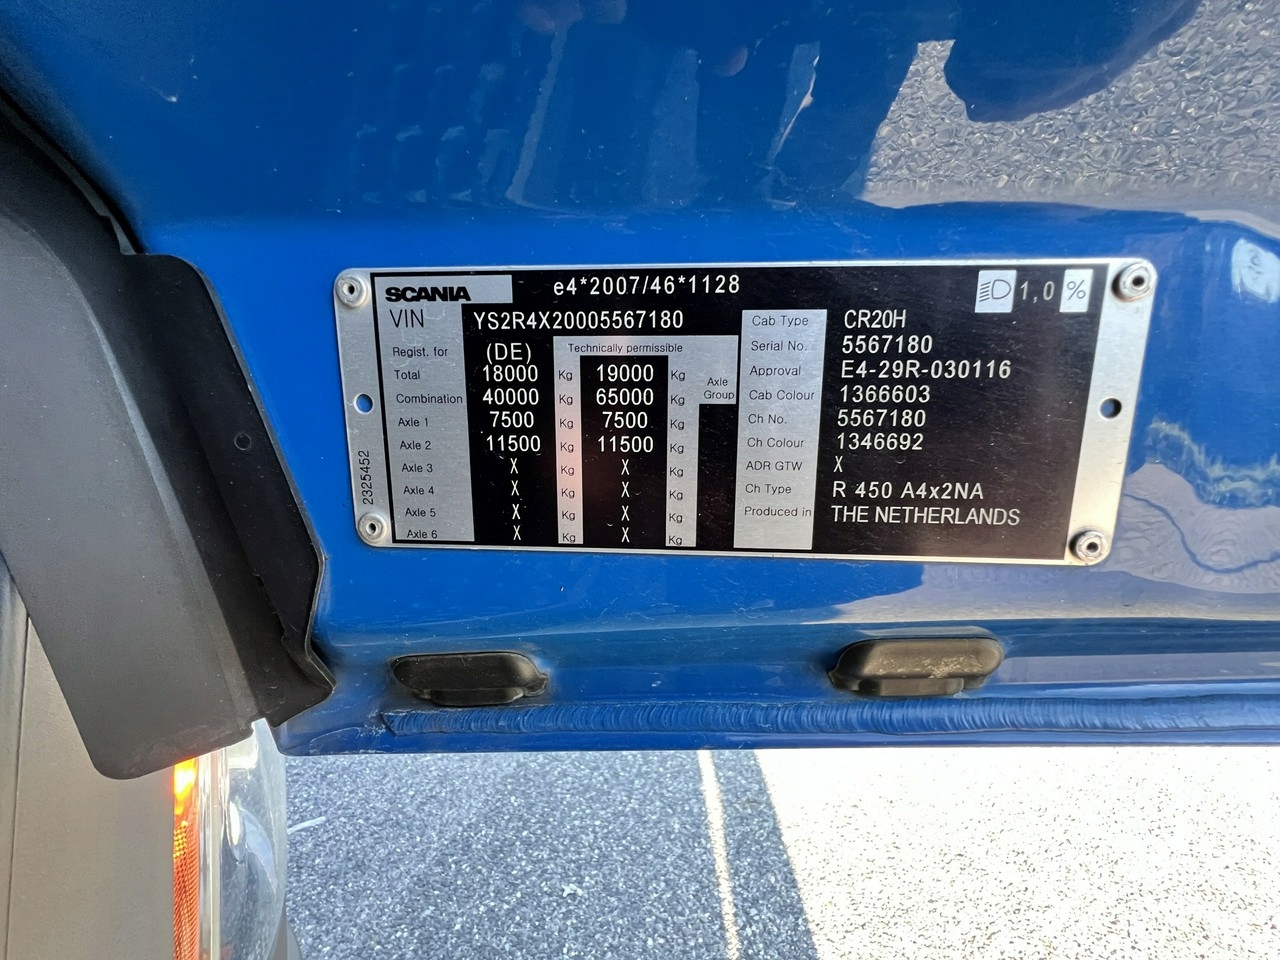 SCANIA e4*2007/46*1128 1,0 %
VIN YS2R4X20005567180 Cab Type CR20H
Regist. for (DE) Technically permissible Serial No. 5567180
Total 18000 Kg 19000 Kg Axle Group Approval E4-29R-030116
Combination 40000 Kg 65000 Kg Cab Colour 1366603
Axle 1 7500 Kg 7500 Kg Ch No. 5567180
Axle 2 11500 Kg 11500 Kg Ch Colour 1346692
Axle 3 X Kg X Kg ADR GTW X
Axle 4 X Kg X Kg Ch Type R 450 A4x2NA
Axle 5 X Kg X Kg Produced in THE NETHERLANDS
Axle 6 X Kg X Kg
2325452